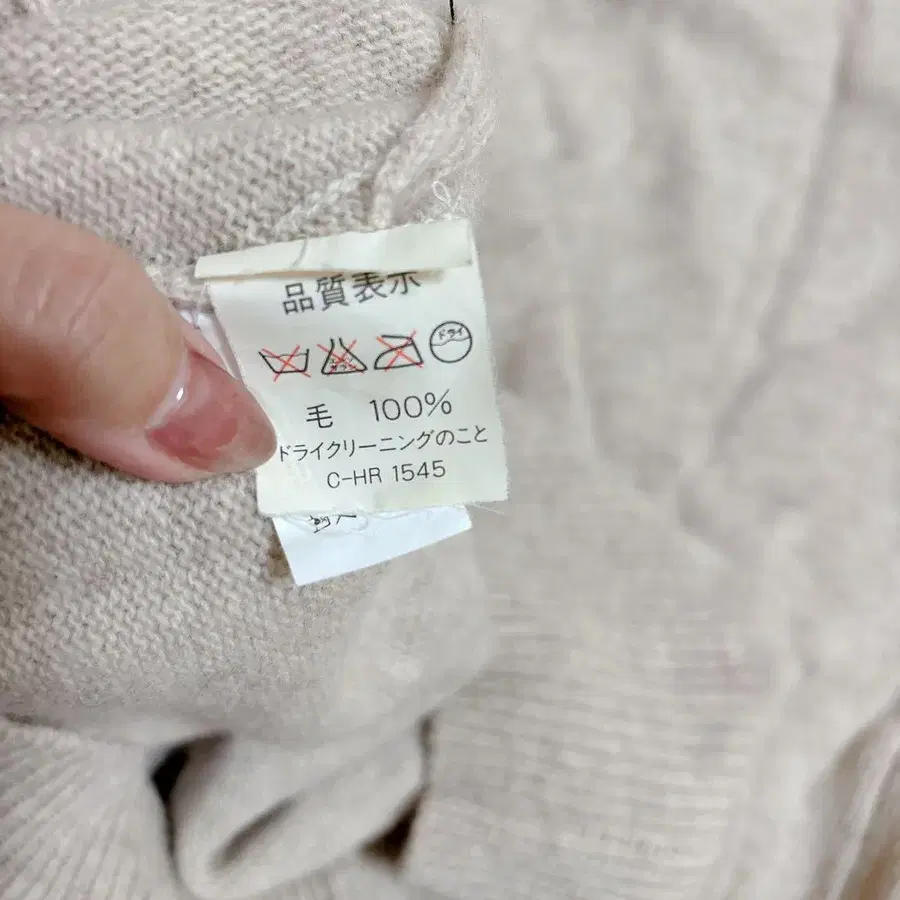 品質表示
ドライ
毛 100%
ドライクリーニングのこと
C-HR 1545